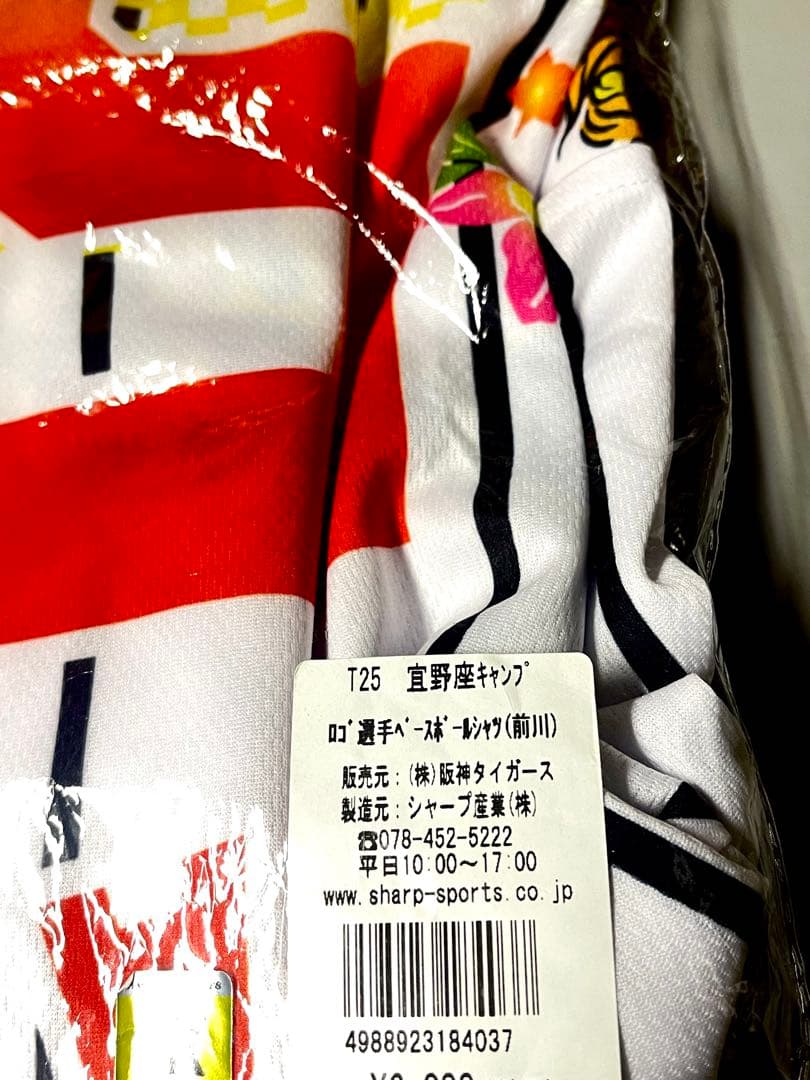 T25 宜野座ｷｬﾝﾌﾟ
ﾛｺﾞ選手ﾍﾞｰｽﾎﾞｰﾙｼｬﾂ(前川)
販売元：(株)阪神タイガース
製造元：シャープ産業(株)
☎078-452-5222
平日10:00～17:00
www.sharp-sports.co.jp
4988923184037